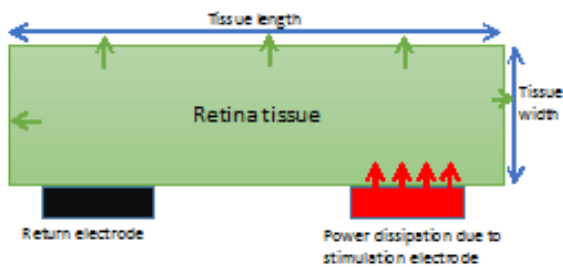 Tissue length
Retina tissue
Tissue
width
Return electrode
Power dissipation due to
stimulation electrode